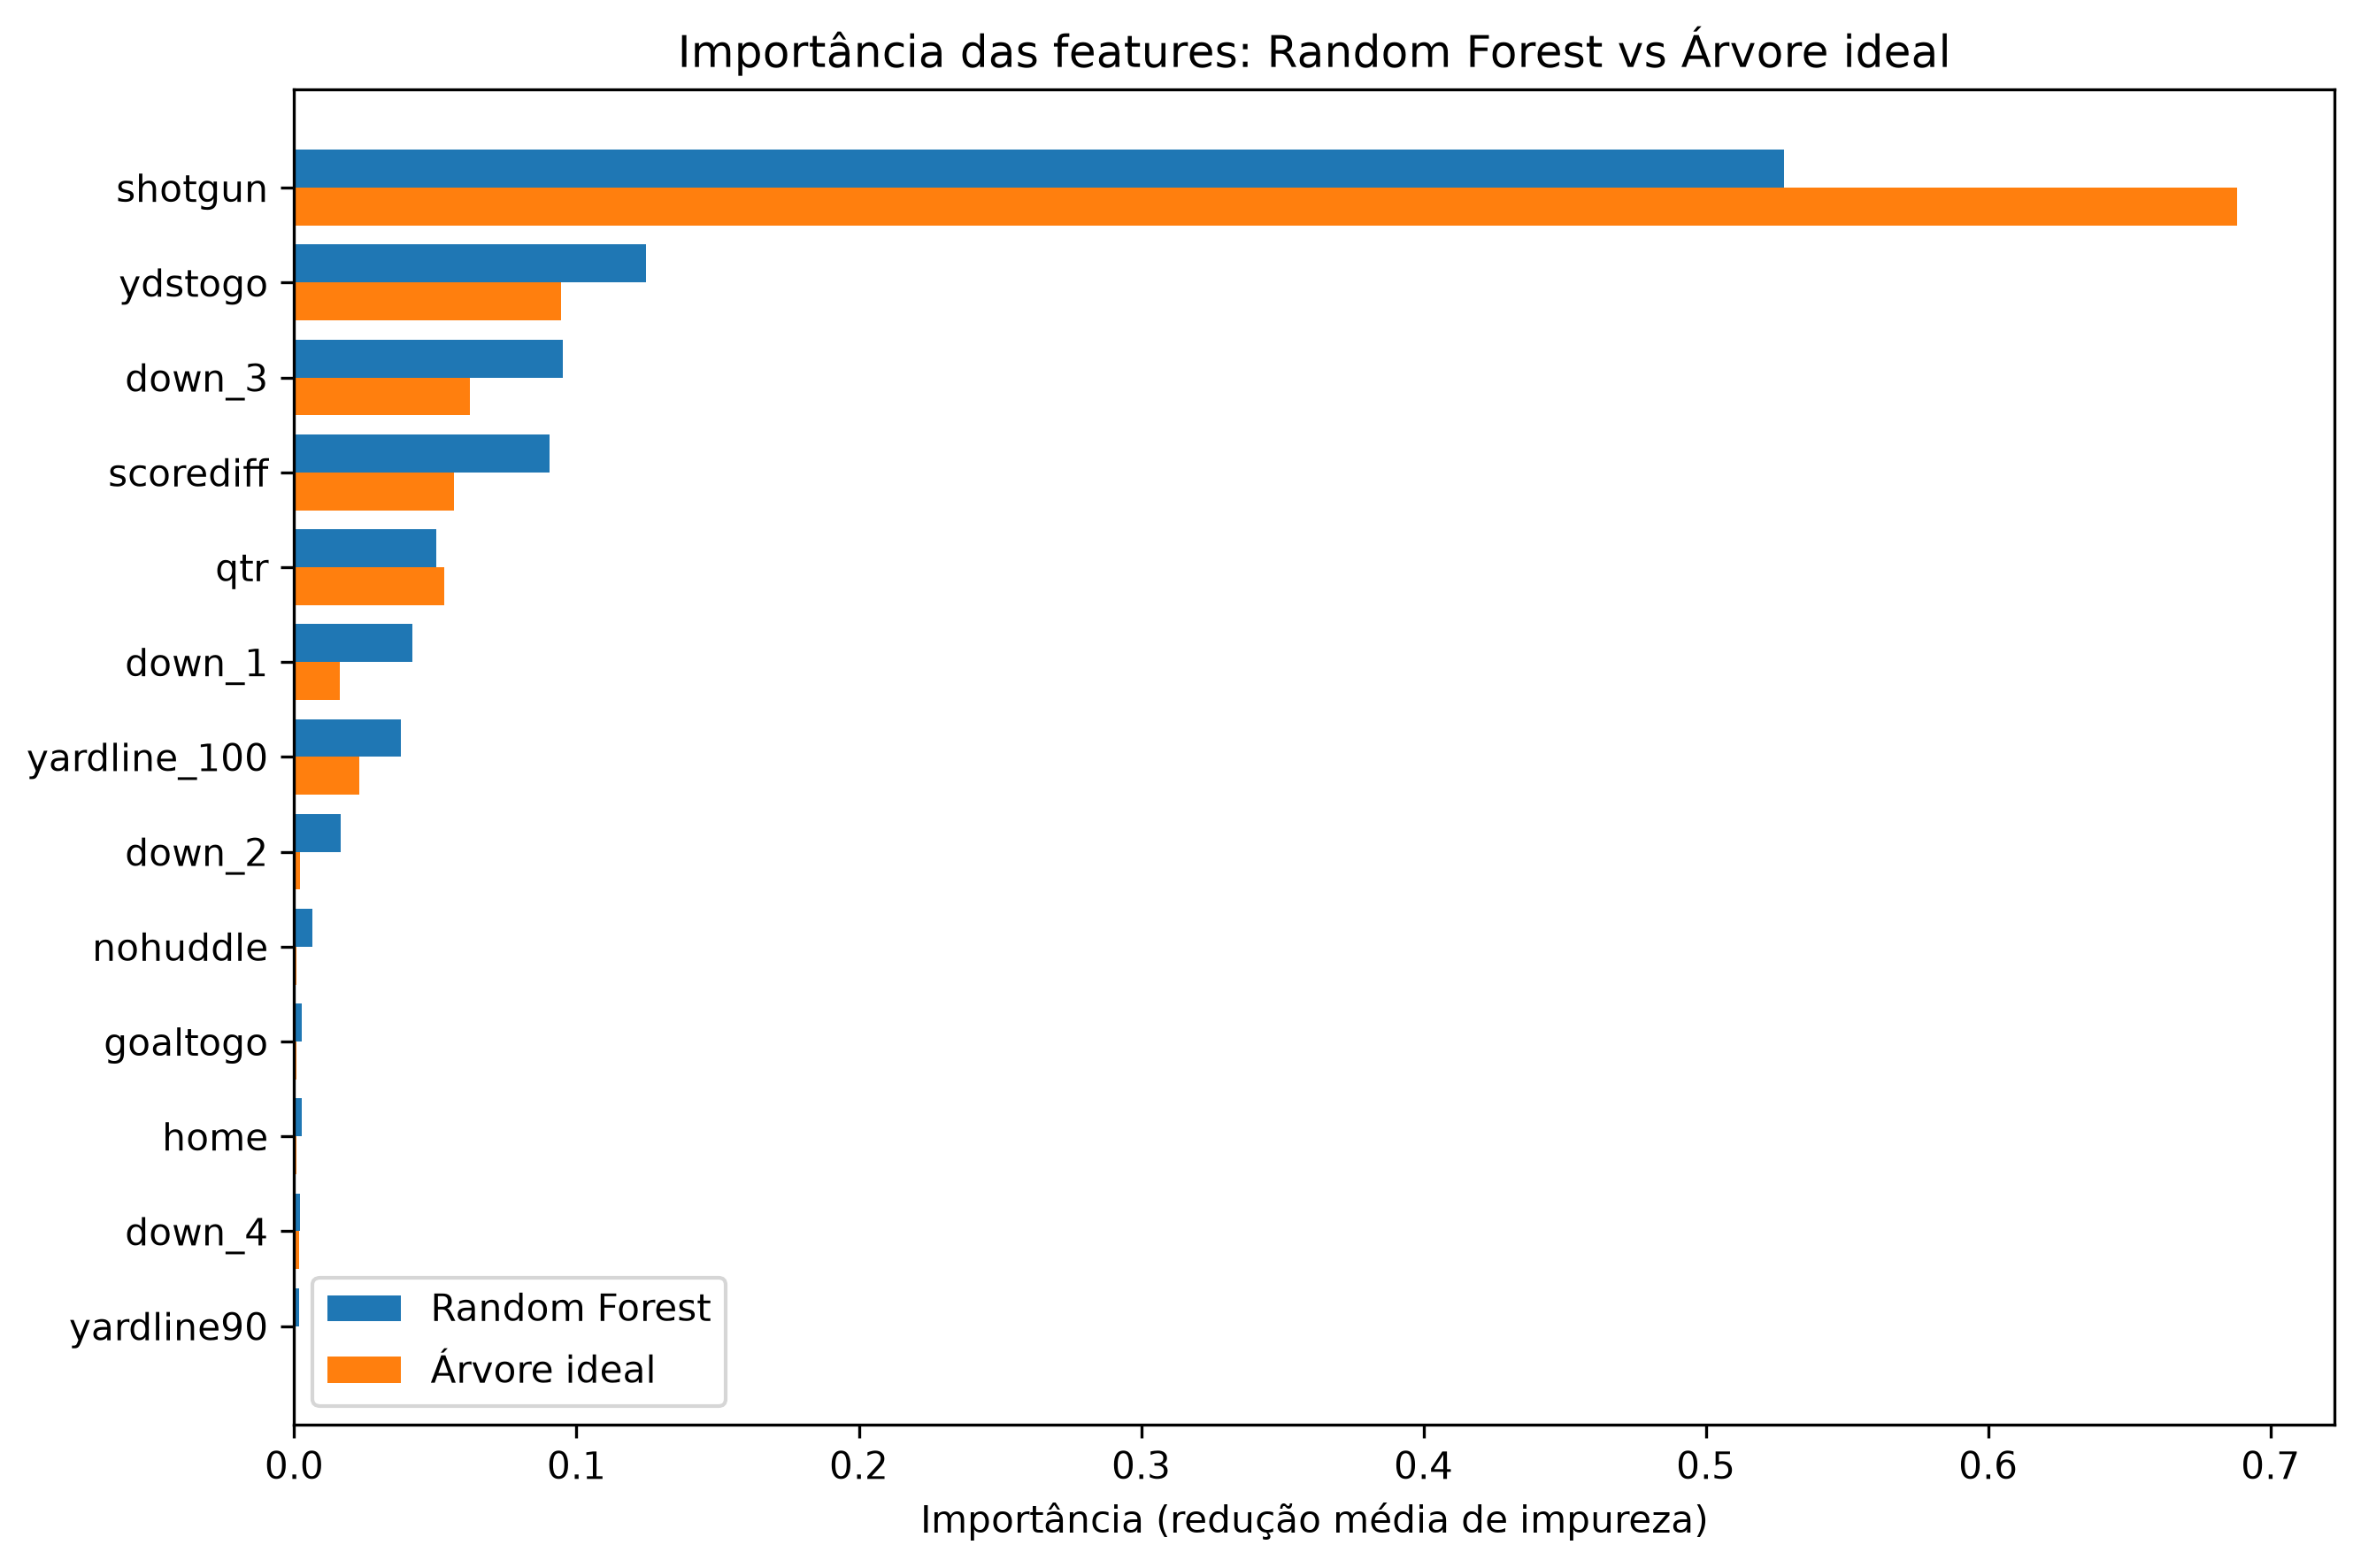 Importância das features: Random Forest vs Árvore ideal
shotgun
ydstogo
down_3
scorediff
qtr
down_1
yardline_100
down_2
nohuddle
goaltogo
home
down_4
yardline90
Random Forest
Árvore ideal
0.0 0.1 0.2 0.3 0.4 0.5 0.6 0.7
Importância (redução média de impureza)